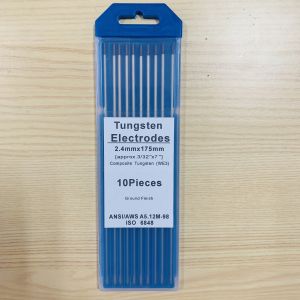 Tungsten
Electrodes
2.4mmx175mm
(approx 3/32"x7")
Composite Tungsten (WE3)
10Pieces
Ground Finish
ANSI/AWS A5.12M-98
ISO 6848